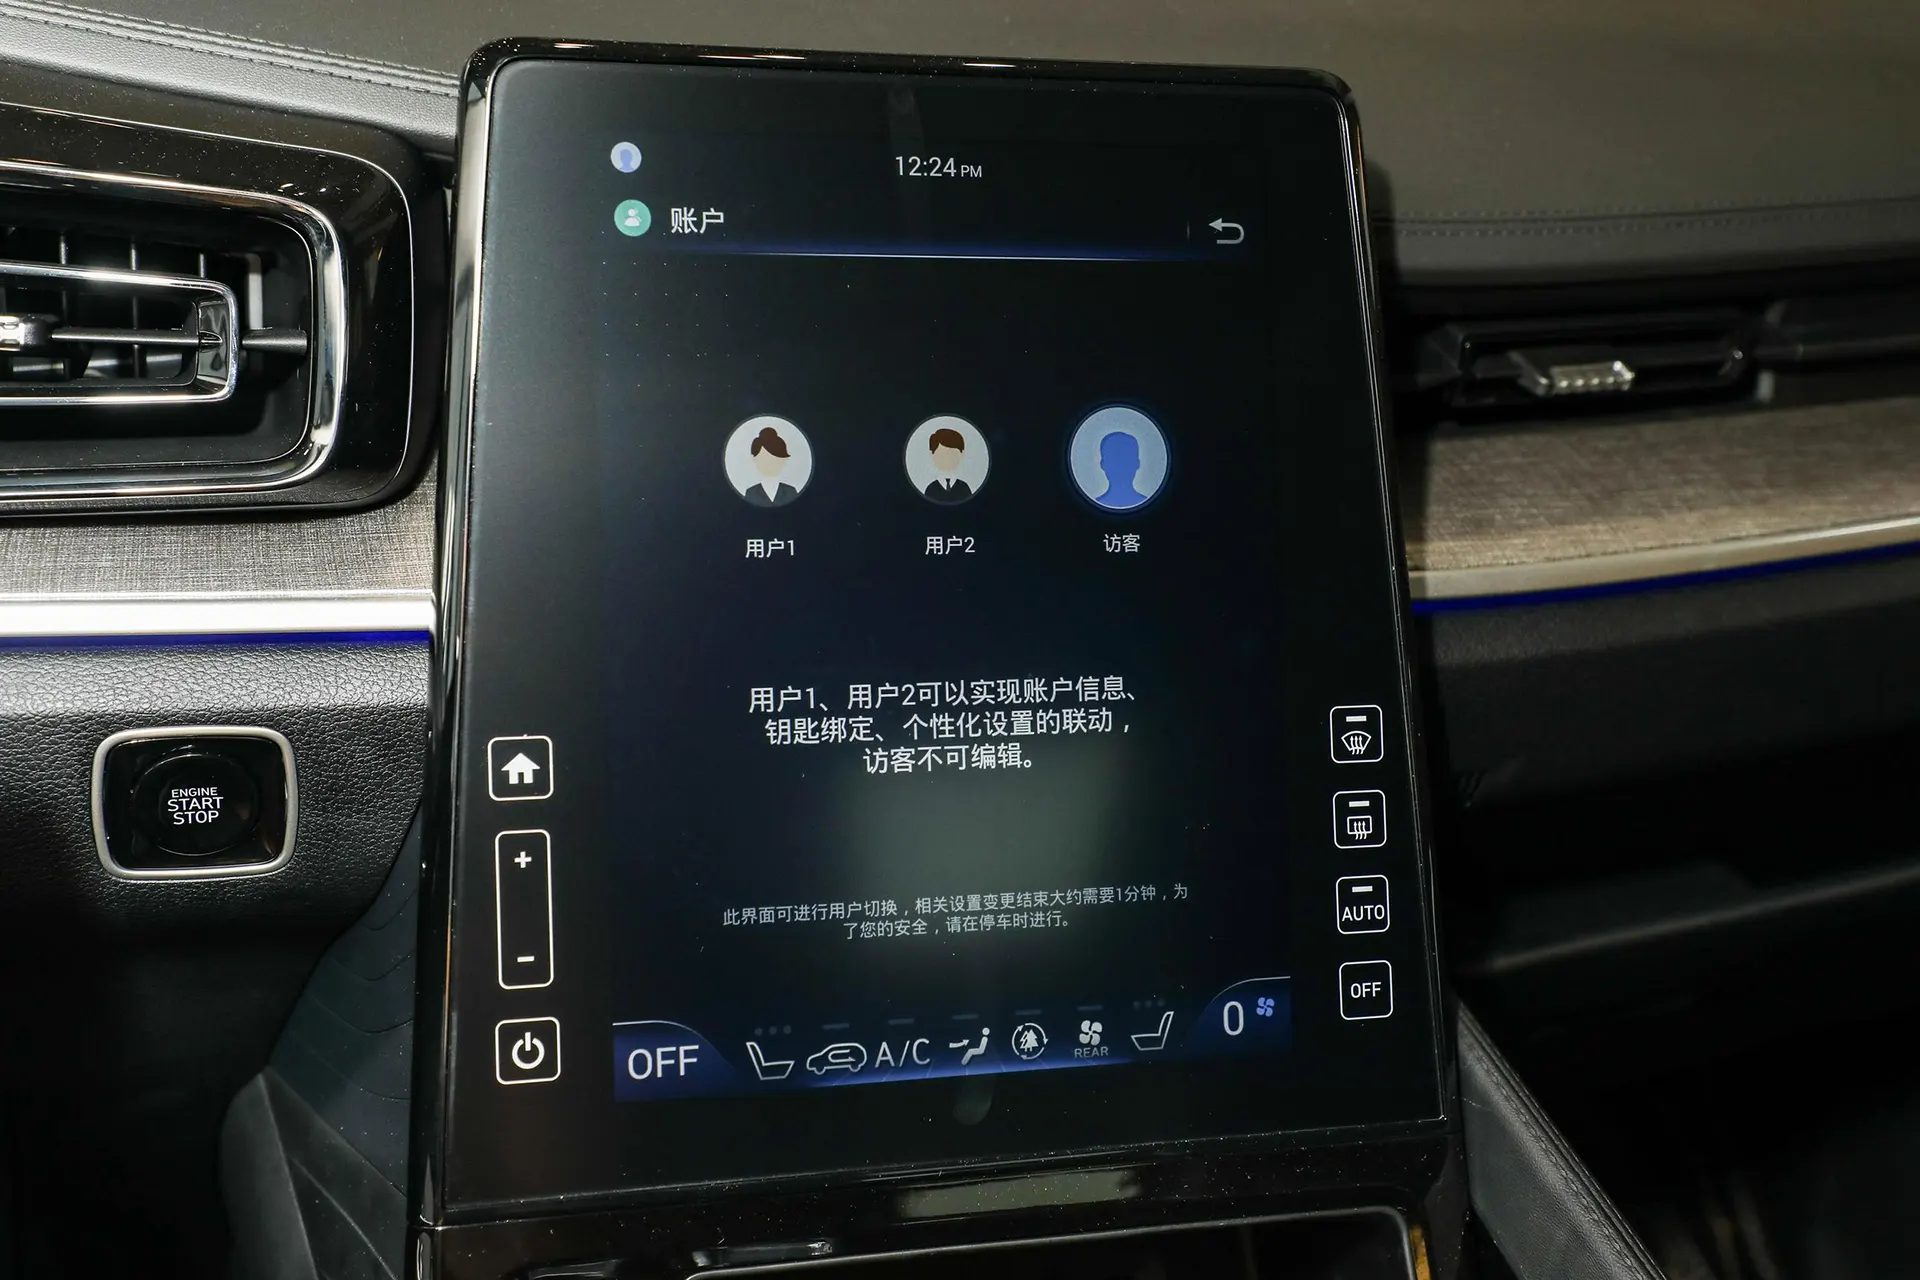 12:24 PM
账户
用户1
用户2
访客
用户1、用户2可以实现账户信息、
钥匙绑定、个性化设置的联动，
访客不可编辑。
此界面可进行用户切换，相关设置变更结束大约需要1分钟，为
了您的安全，请在停车时进行。
ENGINE
START
STOP
+
-
AUTO
OFF
OFF
A/C
REAR
0